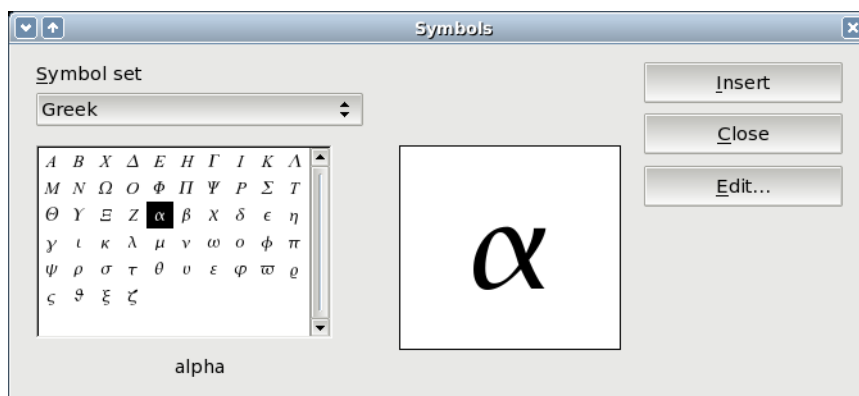 Symbols
Symbol set
Greek
Α Β Χ Δ Ε Η Γ Ι Κ Λ
Μ Ν Ω Ο Φ Π Ψ Ρ Σ Τ
Θ Υ Ξ Ζ α β χ δ ϵ η
γ ι κ λ μ ν ω ο ϕ π
ψ ρ σ τ θ υ ε φ ϖ ϱ
ς ϑ ξ ζ
alpha
α
Insert
Close
Edit...